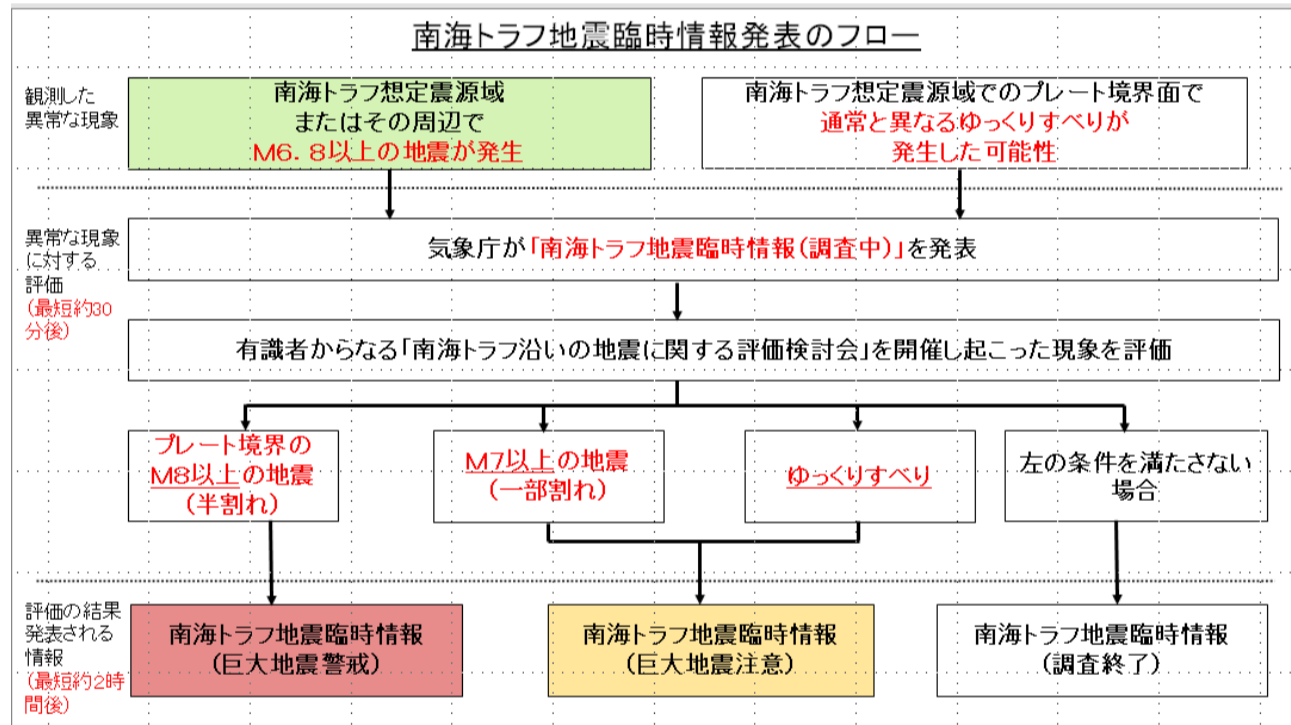 南海トラフ地震臨時情報発表のフロー
観測した
異常な現象
南海トラフ想定震源域
またはその周辺で
M6.8以上の地震が発生
南海トラフ想定震源域でのプレート境界面で
通常と異なるゆっくりすべりが
発生した可能性
異常な現象
に対する
評価
(最短約30
分後)
気象庁が「南海トラフ地震臨時情報(調査中)」を発表
有識者からなる「南海トラフ沿いの地震に関する評価検討会」を開催し起こった現象を評価
プレート境界の
M8以上の地震
(半割れ)
M7以上の地震
(一部割れ)
ゆっくりすべり
左の条件を満たさない
場合
評価の結果
発表される
情報
(最短約2時
間後)
南海トラフ地震臨時情報
(巨大地震警戒)
南海トラフ地震臨時情報
(巨大地震注意)
南海トラフ地震臨時情報
(調査終了)